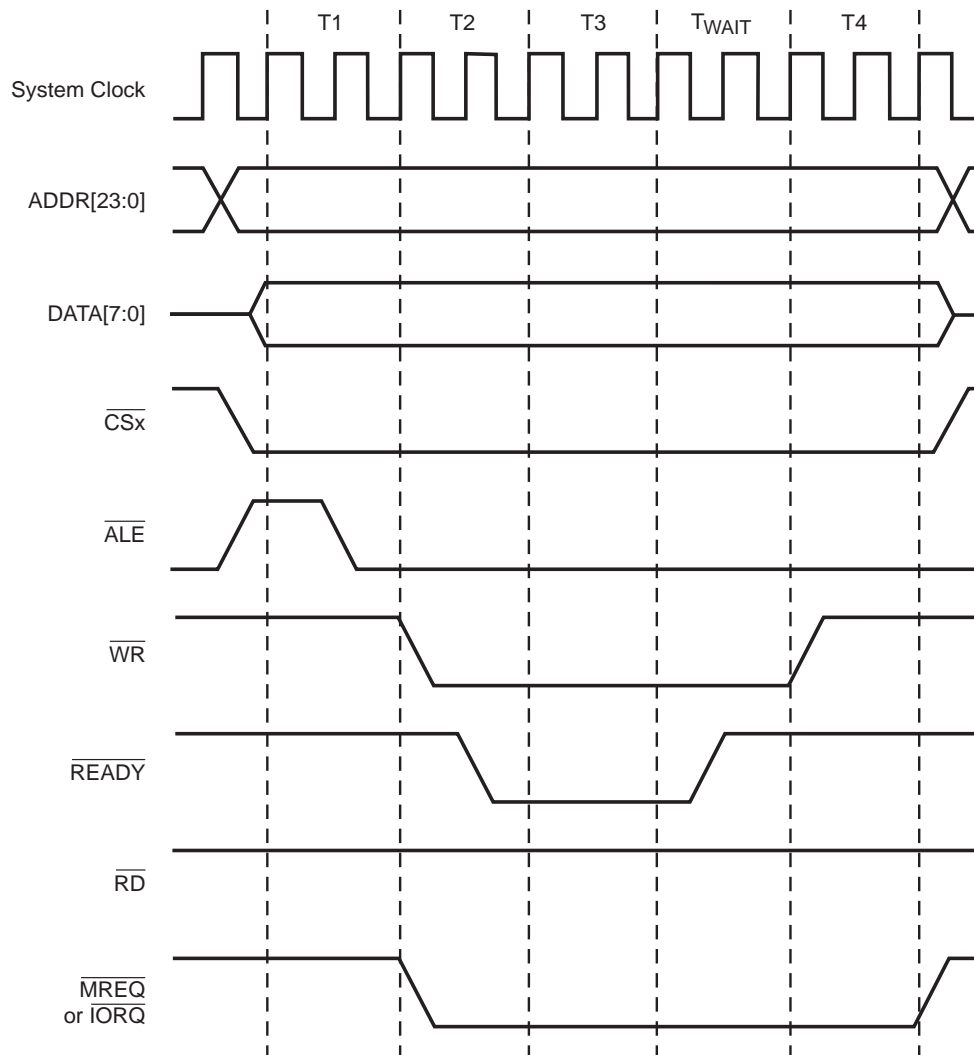 T1 T2 T3 TWAIT T4
System Clock
ADDR[23:0]
DATA[7:0]
CSx
ALE
WR
READY
RD
MREQ
or IORQ